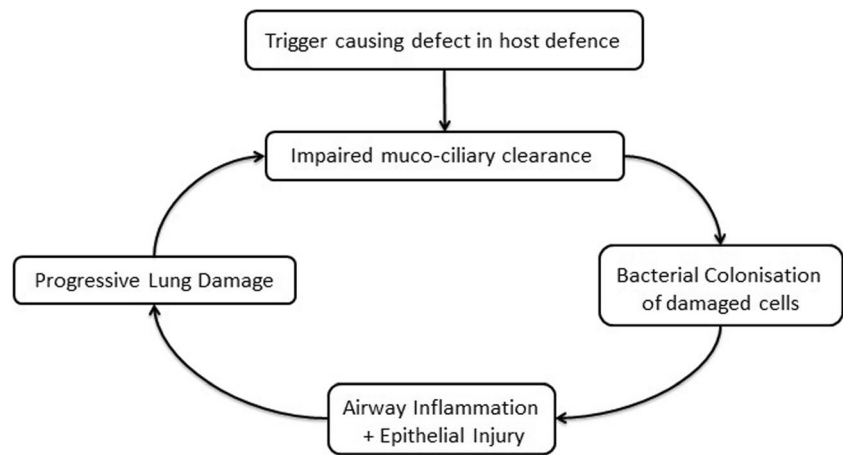 Trigger causing defect in host defence
Impaired muco-ciliary clearance
Bacterial Colonisation
of damaged cells
Airway Inflammation
+ Epithelial Injury
Progressive Lung Damage